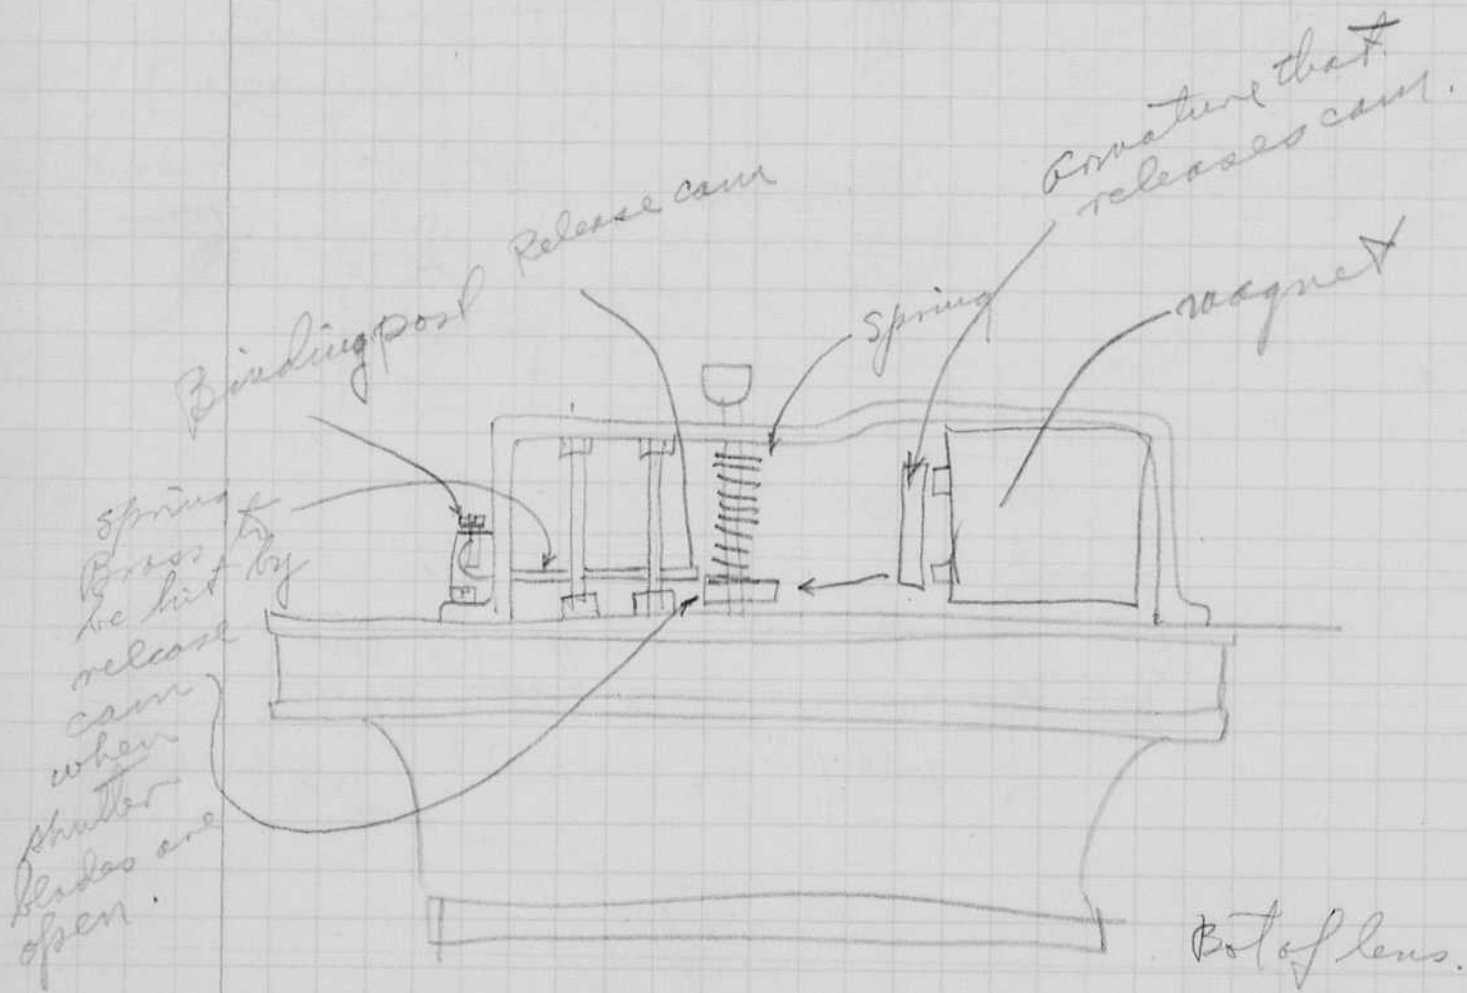 Armature that
releases cam.
Release cam
magnet
Binding post
spring
Spring
Brass to
be hit by
release
cam
when
shutter
blades are
open.
Bot of lens.